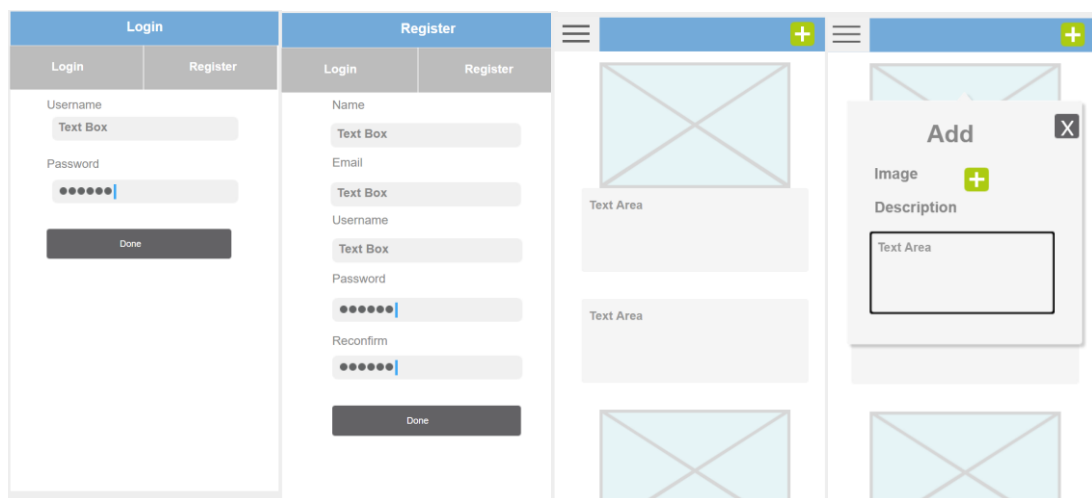 Login
Login Register
Username
Text Box
Password
Done
Register
Login Register
Name
Text Box
Email
Text Box
Username
Text Box
Password
Reconfirm
Done
Text Area
Text Area
Add
X
Image
Description
Text Area